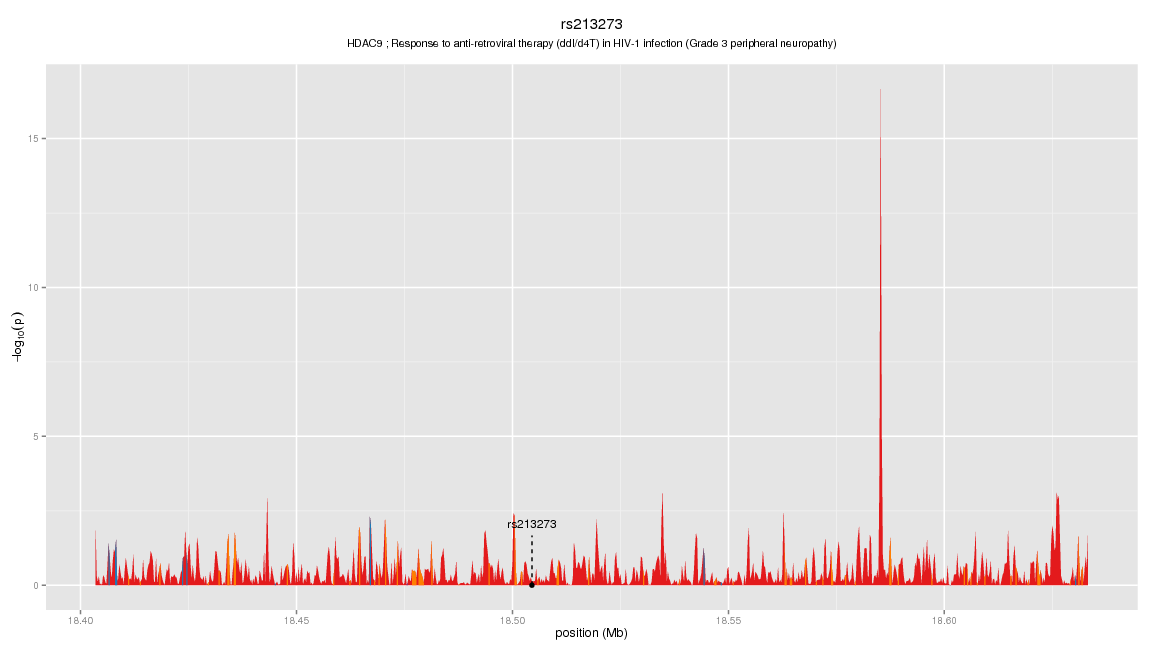 rs213273
HDAC9 ; Response to anti-retroviral therapy (ddI/d4T) in HIV-1 infection (Grade 3 peripheral neuropathy)
15
10
5
0
−log10(p)
rs213273
18.40 18.45 18.50 18.55 18.60
position (Mb)